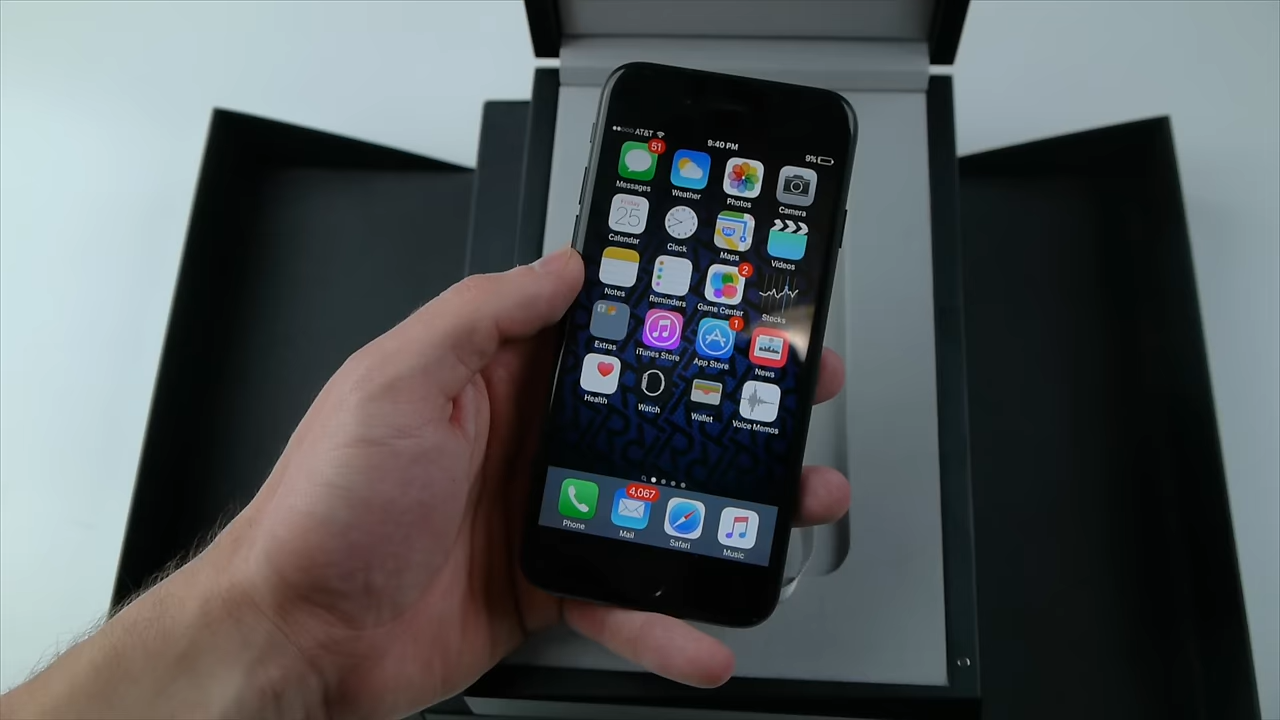 AT&T 9:40 PM 9%
51
Messages Weather Photos Camera
Friday
25
Calendar Clock Maps Videos
2
Notes Reminders Game Center Stocks
1
Extras iTunes Store App Store News
Health Watch Wallet Voice Memos
4,067
Phone Mail Safari Music